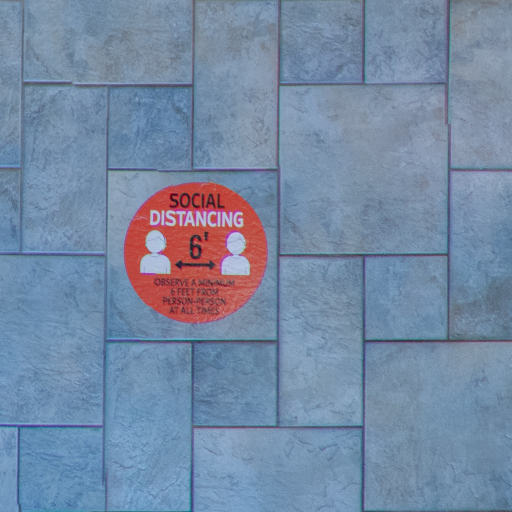 SOCIAL
DISTANCING
6'
OBSERVE A MINIMUM
6 FEET FROM
PERSON-PERSON
AT ALL TIMES